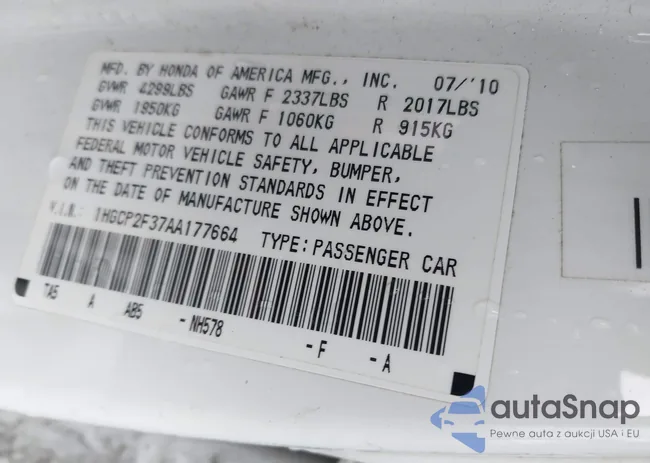 MFD. BY HONDA OF AMERICA MFG., INC. 07/'10
GVWR 4299LBS GAWR F 2337LBS R 2017LBS
GVWR 1950KG GAWR F 1060KG R 915KG
THIS VEHICLE CONFORMS TO ALL APPLICABLE
FEDERAL MOTOR VEHICLE SAFETY, BUMPER,
AND THEFT PREVENTION STANDARDS IN EFFECT
ON THE DATE OF MANUFACTURE SHOWN ABOVE.
V.I.N.: 1HGCP2F37AA177664 TYPE: PASSENGER CAR
TA5 A AB5 - NH578 - F - A
autaSnap
Pewne auta z aukcji USA i EU